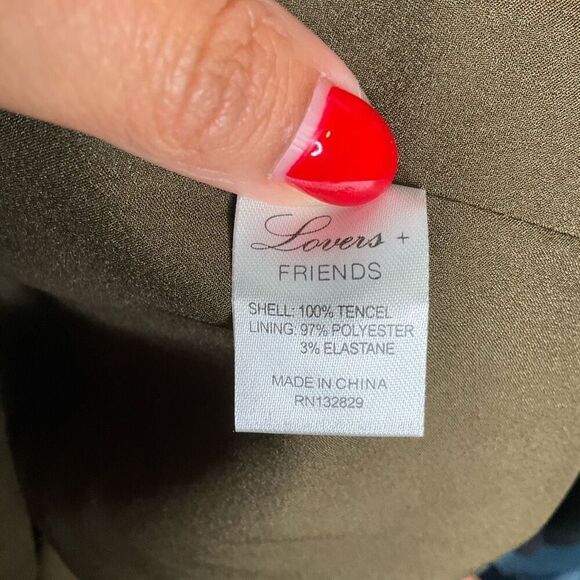 Lovers +
FRIENDS
SHELL: 100% TENCEL
LINING: 97% POLYESTER
3% ELASTANE
MADE IN CHINA
RN132829